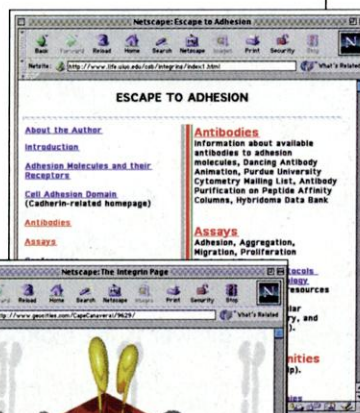 Netscape: Escape to Adhesion
Back Forward Reload Home Search Netscape Images Print Security Stop
Netsite: http://www.life.uiuc.edu/csb/integrins/index1.html What's Related
ESCAPE TO ADHESION
About the Author
Introduction
Adhesion Molecules and their
Receptors
Cell Adhesion Domain
(Cadherin-related homepage)
Antibodies
Assays
Antibodies
Information about available
antibodies to adhesion
molecules, Dancing Antibody
Animation, Purdue University
Cytometry Mailing List, Antibody
Purification on Peptide Affinity
Columns, Hybridoma Data Bank
Assays
Adhesion, Aggregation,
Migration, Proliferation
Netscape: The Integrin Page
Reload Home Search Netscape Images Print Security Stop
http://www.geocities.com/CapeCanaveral/9629/ What's Related